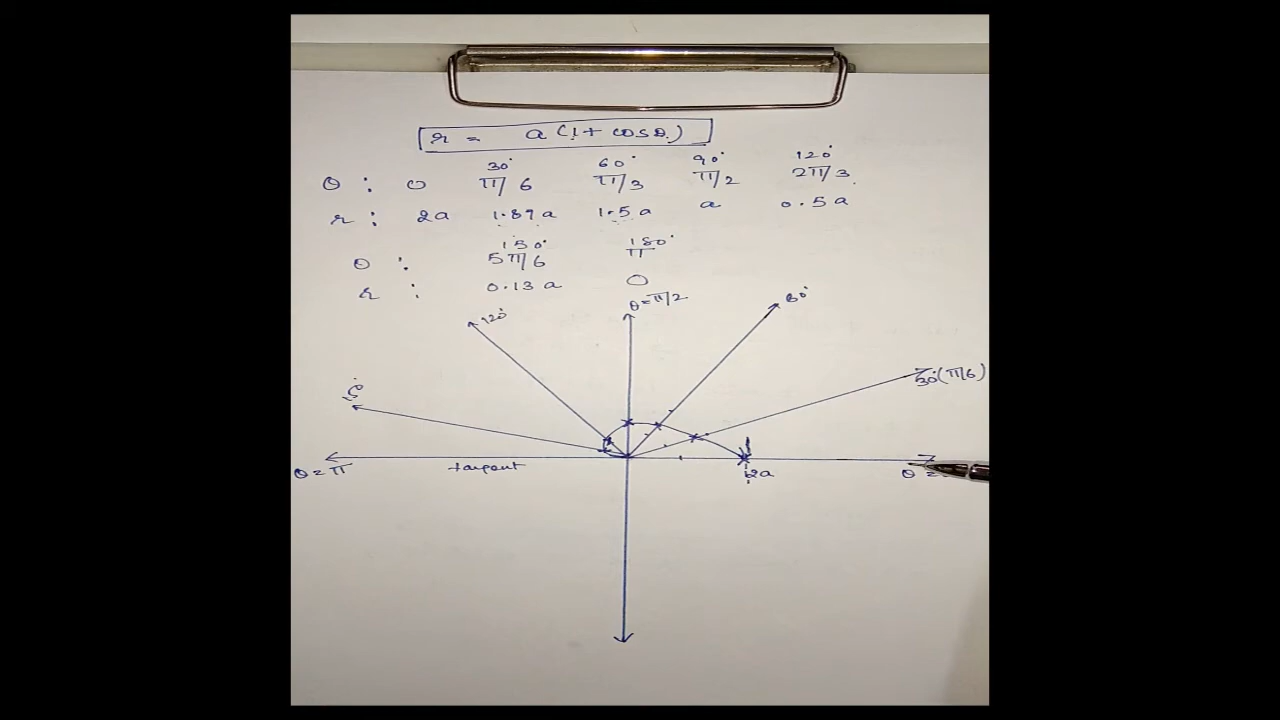 r = a(1 + cosθ)
30° 60° 90° 120°
θ : 0 π/6 π/3 π/2 2π/3
r : 2a 1.87a 1.5a a 0.5a
150° 180°
θ : 5π/6 π
r : 0.13a 0
θ=π/2
60°
120°
30°(π/6)
θ = π
tangent
2a
θ =